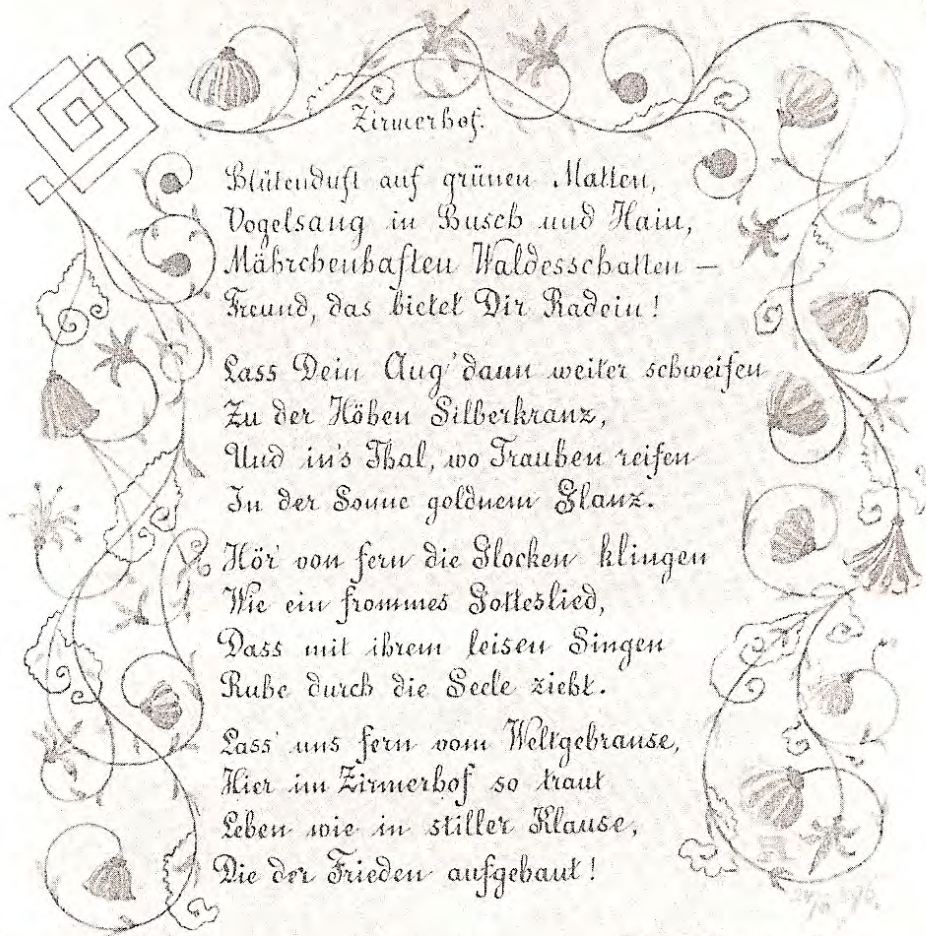 Zirmerhof.
Blütenduft auf grünen Matten,
Vogelsang in Busch und Hain,
Mährchenhaften Waldesschatten –
Freund, das bietet Dir Radein!
Lass Dein Aug' dann weiter schweifen
Zu der Höhen Silberkranz,
Und in's Thal, wo Trauben reifen
In der Sonne goldnem Glanz.
Hör' von fern die Glocken klingen
Wie ein frommes Gotteslied,
Dass mit ihrem leisen Singen
Ruhe durch die Seele zieht.
Lass' uns fern vom Weltgebrause,
Hier im Zirmerhof so traut
Leben wie in stiller Klause,
Die der Frieden aufgebaut!